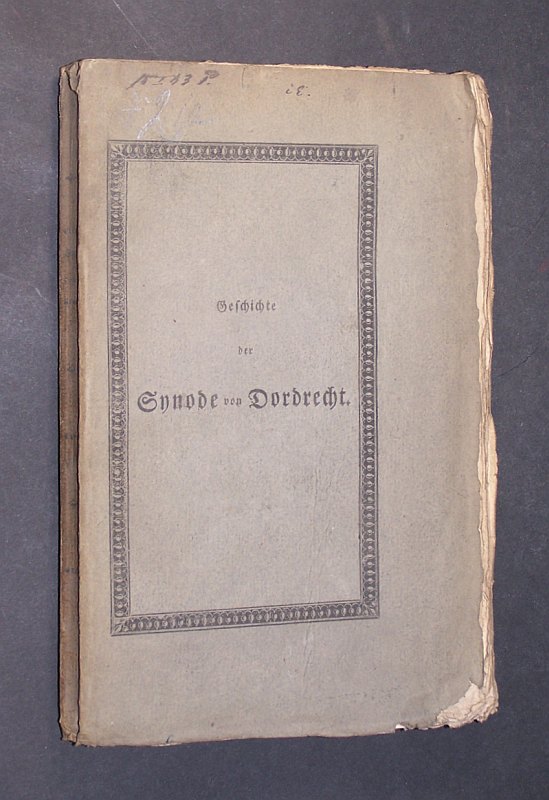 Geschichte
der
Synode von Dordrecht.